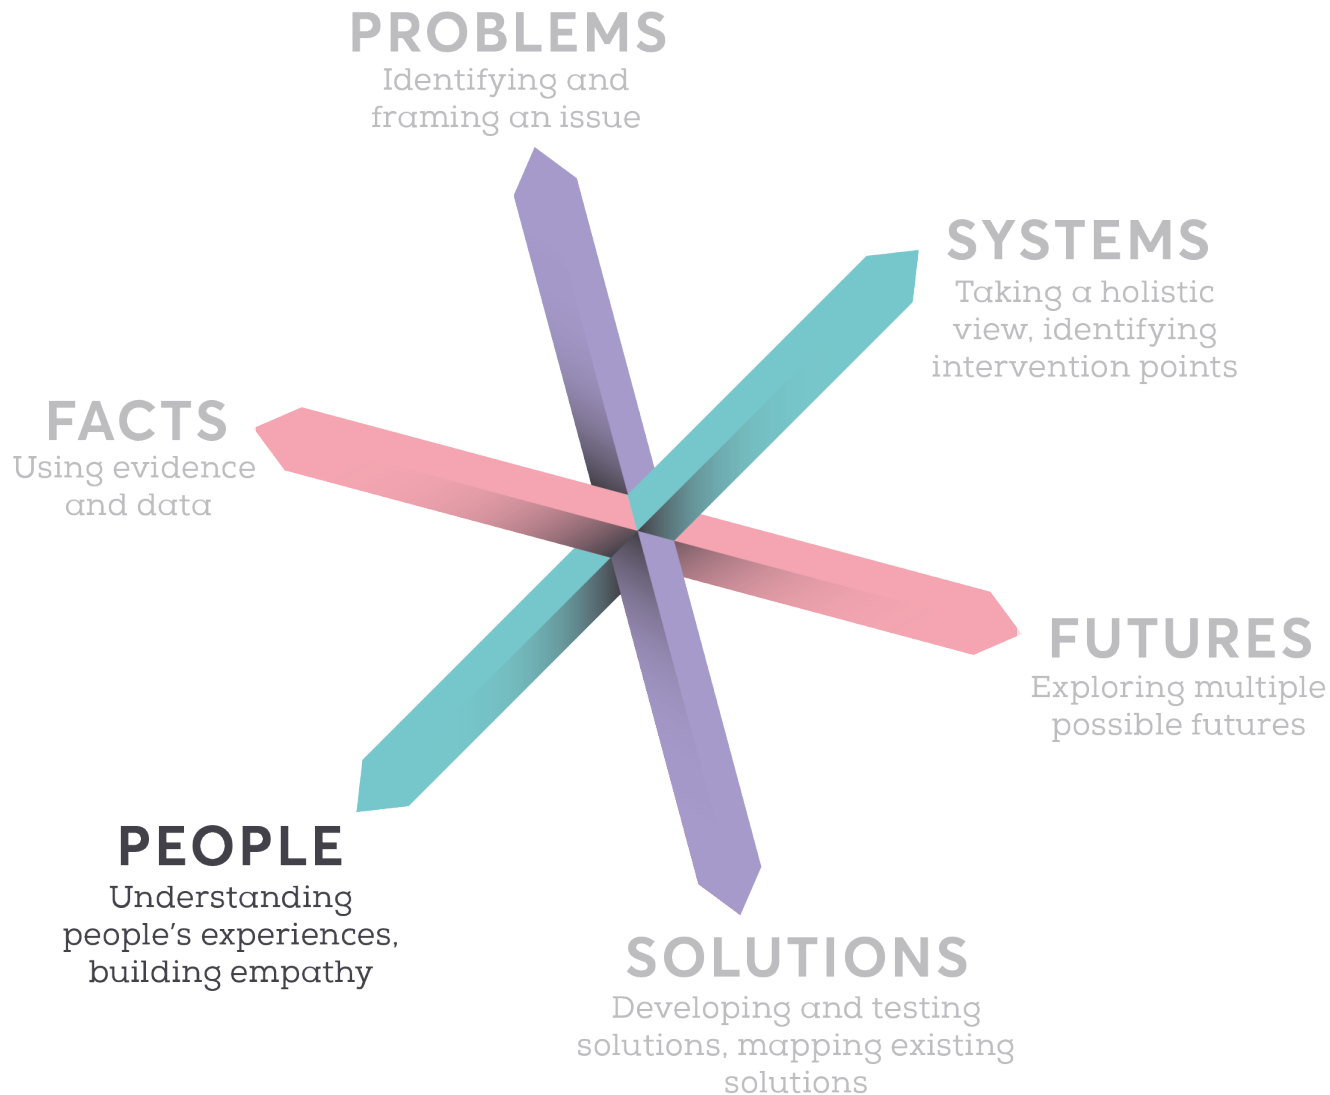 PROBLEMS
Identifying and
framing an issue
SYSTEMS
Taking a holistic
view, identifying
intervention points
FACTS
Using evidence
and data
FUTURES
Exploring multiple
possible futures
PEOPLE
Understanding
people's experiences,
building empathy
SOLUTIONS
Developing and testing
solutions, mapping existing
solutions